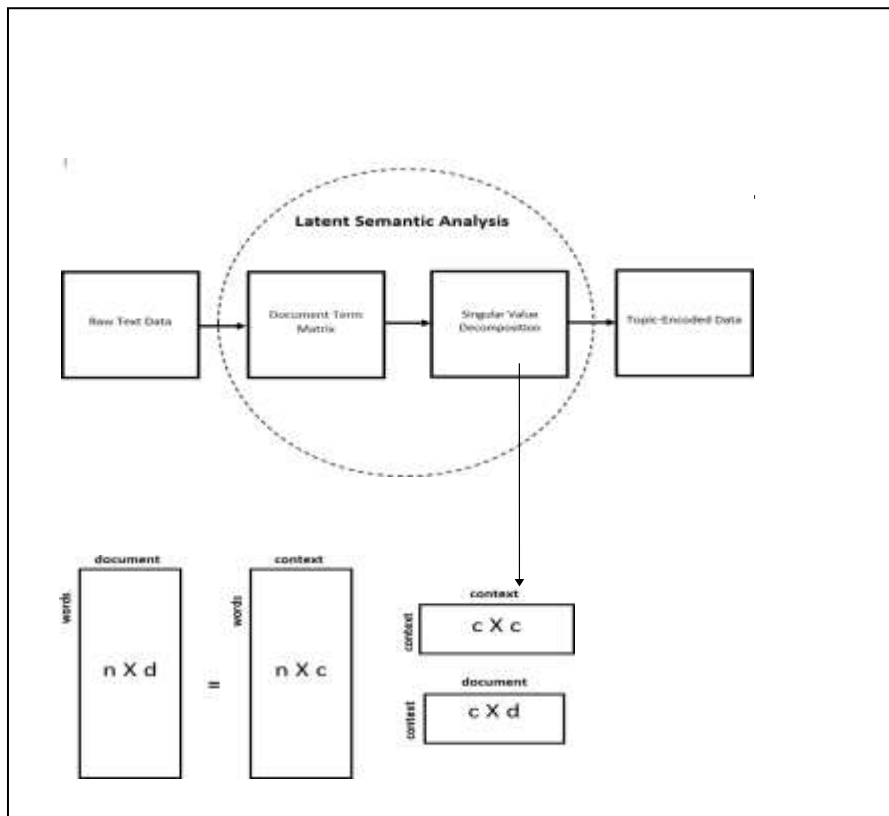 Latent Semantic Analysis
Raw Text Data
Document Term
Matrix
Singular Value
Decomposition
Topic-Encoded Data
document
words
n X d
=
context
words
n X c
context
context
c X c
document
context
c X d